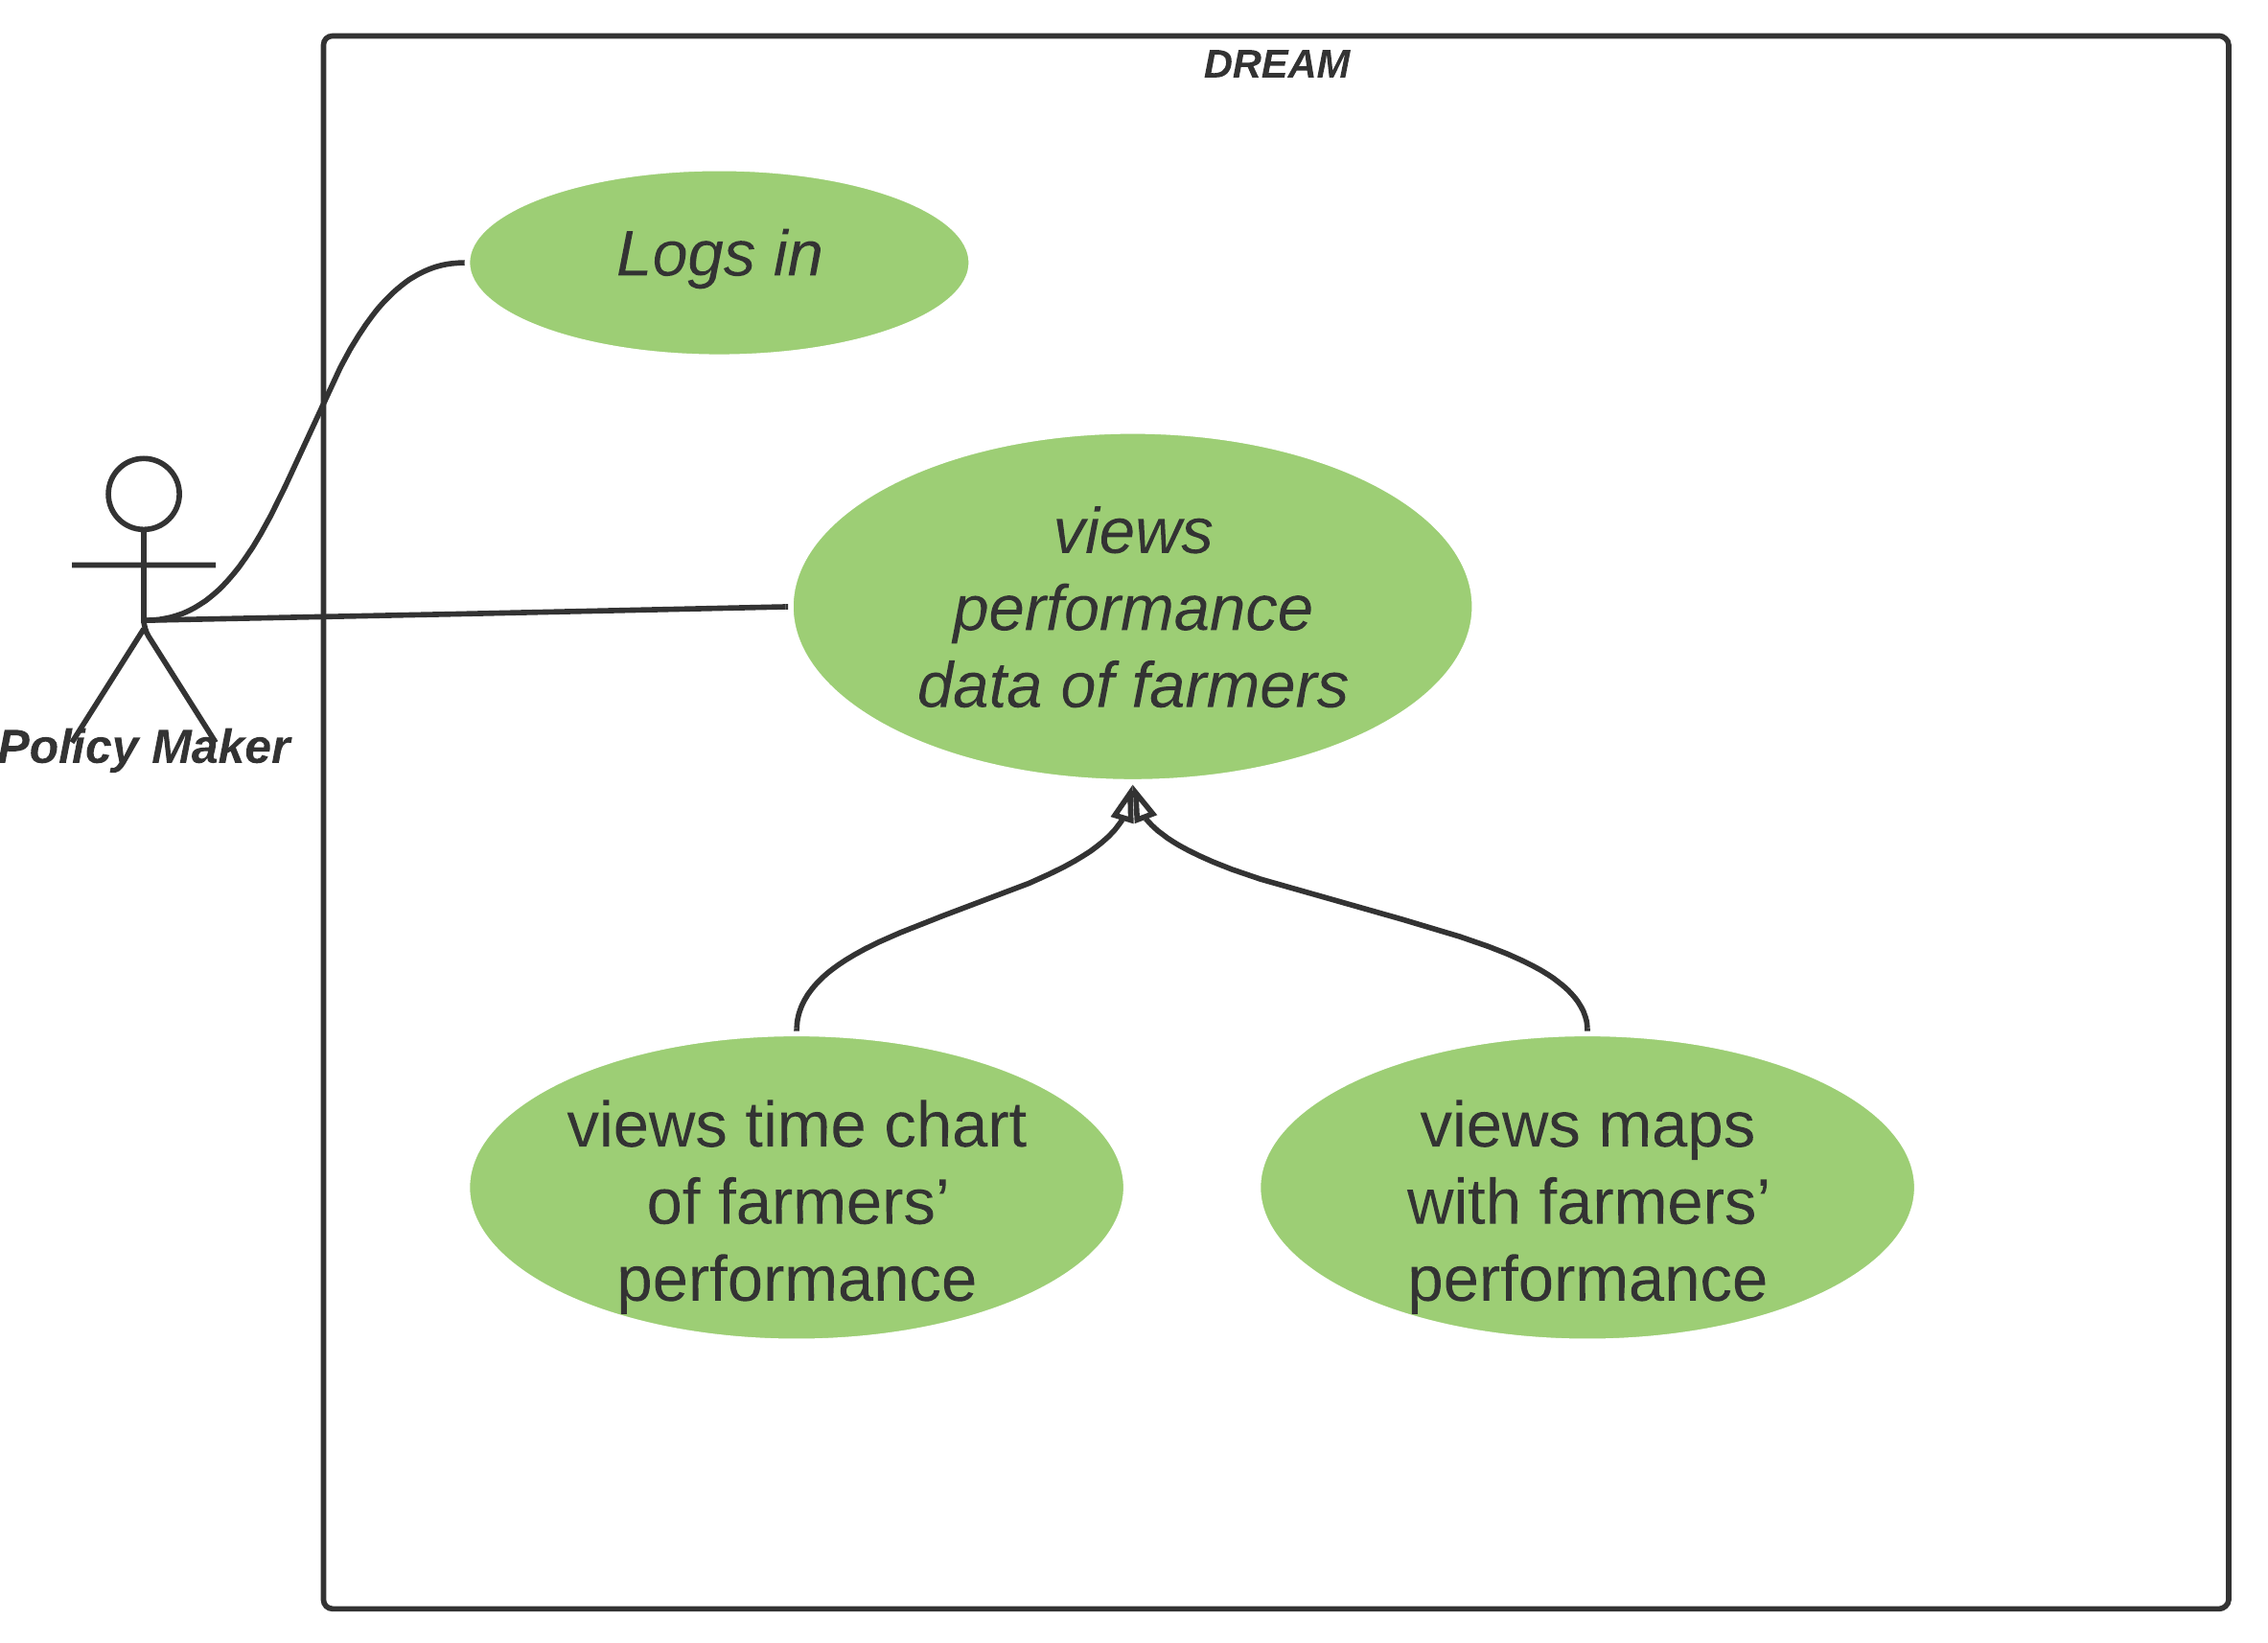 DREAM
Logs in
views
performance
data of farmers
Policy Maker
views time chart
of farmers’
performance
views maps
with farmers’
performance